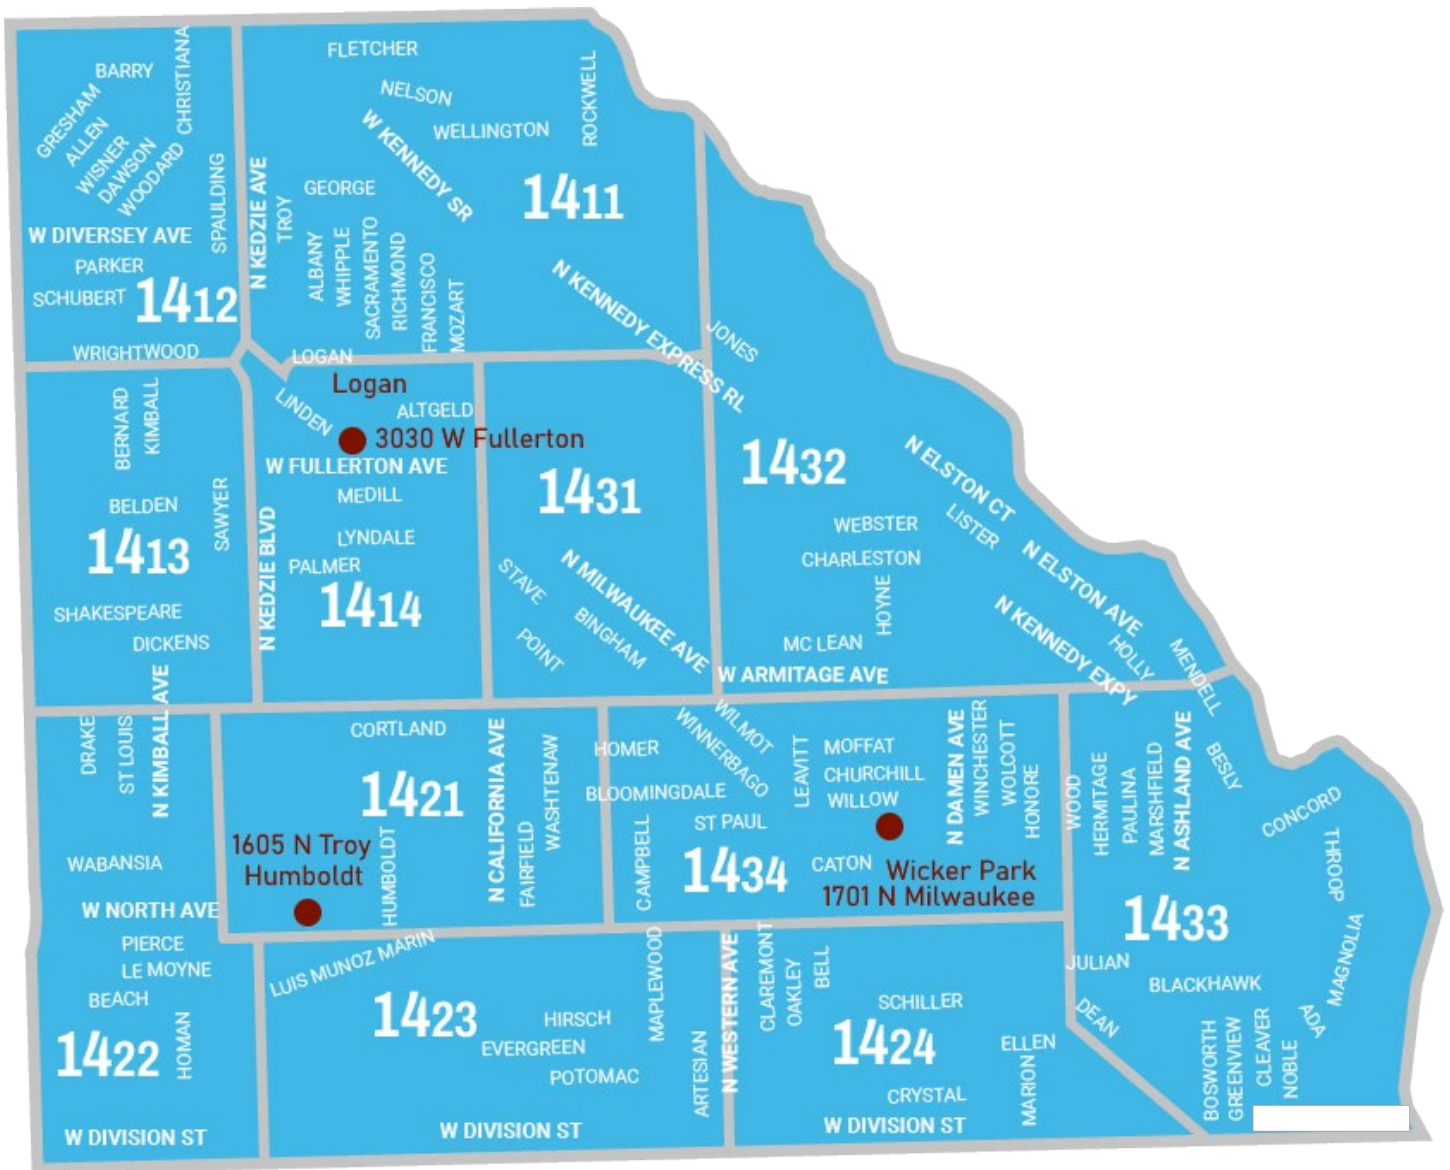 FLETCHER
BARRY
CHRISTIANA
NELSON
ROCKWELL
GRESHAM
ALLEN
WISNER
DAWSON
WOODARD
W KENNEDY SR
WELLINGTON
SPAULDING
N KEDZIE AVE
TROY
GEORGE
1411
W DIVERSEY AVE
PARKER
SCHUBERT
1412
ALBANY
WHIPPLE
SACRAMENTO
RICHMOND
FRANCISCO
MOZART
N KENNEDY EXPRESS RL
JONES
WRIGHTWOOD
LOGAN
Logan
BERNARD
KIMBALL
LINDEN
ALTGELD
3030 W Fullerton
W FULLERTON AVE
1432
N ELSTON CT
MEDILL
1431
BELDEN
SAWYER
LISTER
WEBSTER
1413
N KEDZIE BLVD
LYNDALE
PALMER
CHARLESTON
N ELSTON AVE
1414
STAVE
N MILWAUKEE AVE
HOYNE
SHAKESPEARE
BINGHAM
N KENNEDY EXPY
DICKENS
POINT
MC LEAN
HOLLY
MENDELL
W ARMITAGE AVE
DRAKE
ST LOUIS
N KIMBALL AVE
CORTLAND
N CALIFORNIA AVE
WASHTENAW
HOMER
WINNERBAGO
WILMOT
LEAVITT
MOFFAT
CHURCHILL
WILLOW
N DAMEN AVE
WINCHESTER
WOLCOTT
HONORE
WOOD
HERMITAGE
PAULINA
MARSHFIELD
N ASHLAND AVE
BESLY
1421
BLOOMINGDALE
CONCORD
1605 N Troy
Humboldt
HUMBOLDT
FAIRFIELD
CAMPBELL
ST PAUL
1434
CATON
Wicker Park
1701 N Milwaukee
THROOP
WABANSIA
W NORTH AVE
1433
PIERCE
LE MOYNE
BEACH
LUIS MUNOZ MARIN
MAPLEWOOD
N WESTERN AVE
CLAREMONT
OAKLEY
BELL
JULIAN
BLACKHAWK
MAGNOLIA
1422
HOMAN
1423
HIRSCH
EVERGREEN
POTOMAC
ARTESIAN
SCHILLER
1424
ELLEN
DEAN
MARION
CRYSTAL
BOSWORTH
GREENVIEW
CLEAVER
NOBLE
ADA
W DIVISION ST
W DIVISION ST
W DIVISION ST